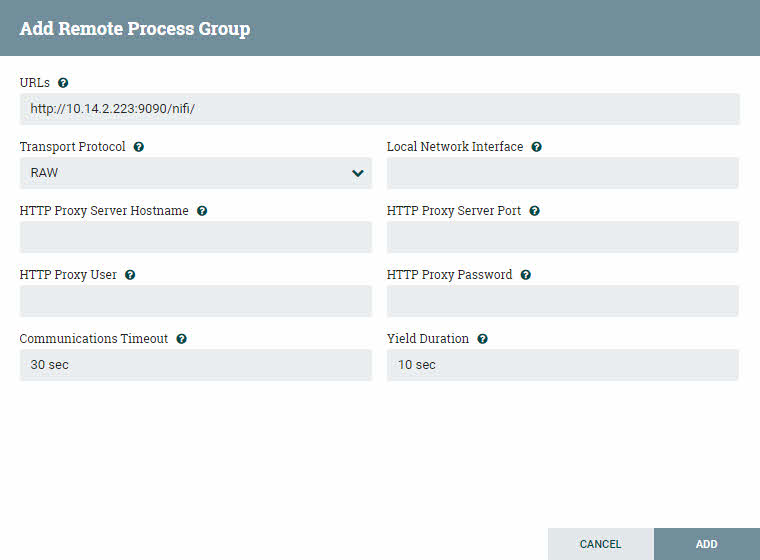 Add Remote Process Group
URLs
http://10.14.2.223:9090/nifi/
Transport Protocol
Local Network Interface
RAW
HTTP Proxy Server Hostname
HTTP Proxy Server Port
HTTP Proxy User
HTTP Proxy Password
Communications Timeout
Yield Duration
30 sec
10 sec
CANCEL
ADD